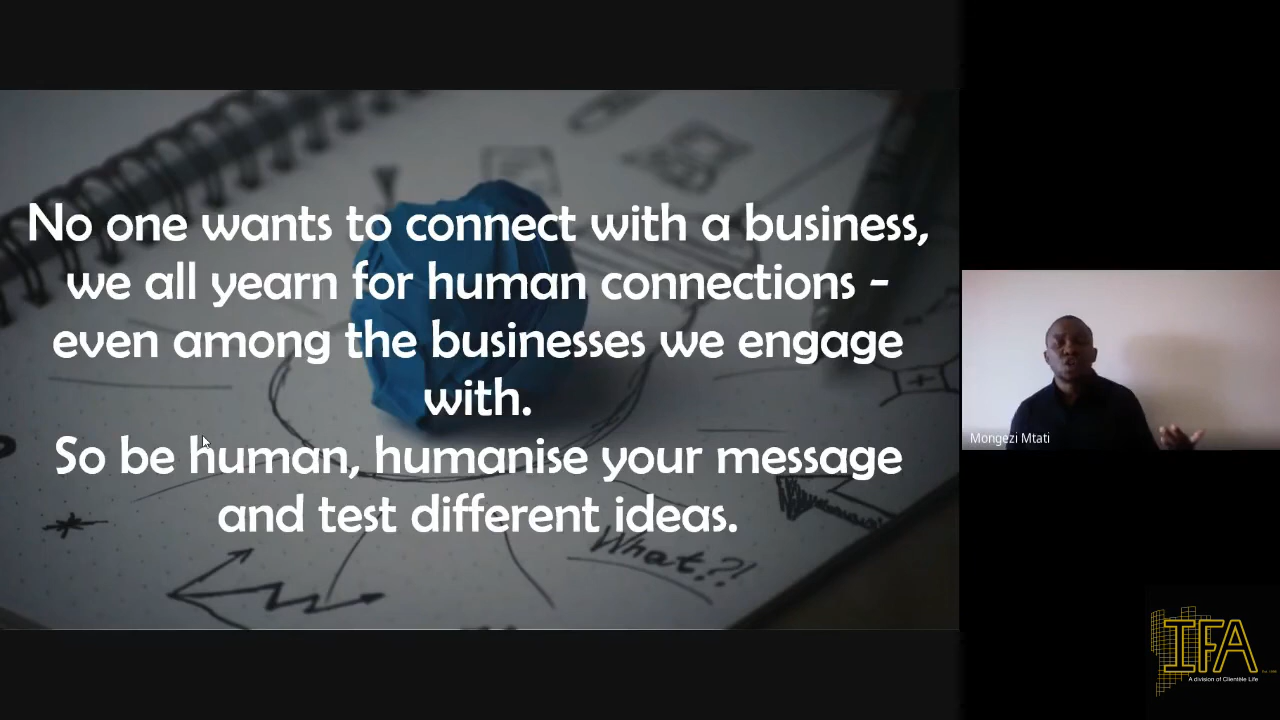 No one wants to connect with a business,
we all yearn for human connections -
even among the businesses we engage
with.
So be human, humanise your message
and test different ideas.
What?!
Mongezi Mtati
IFA
A division of Clientèle Life